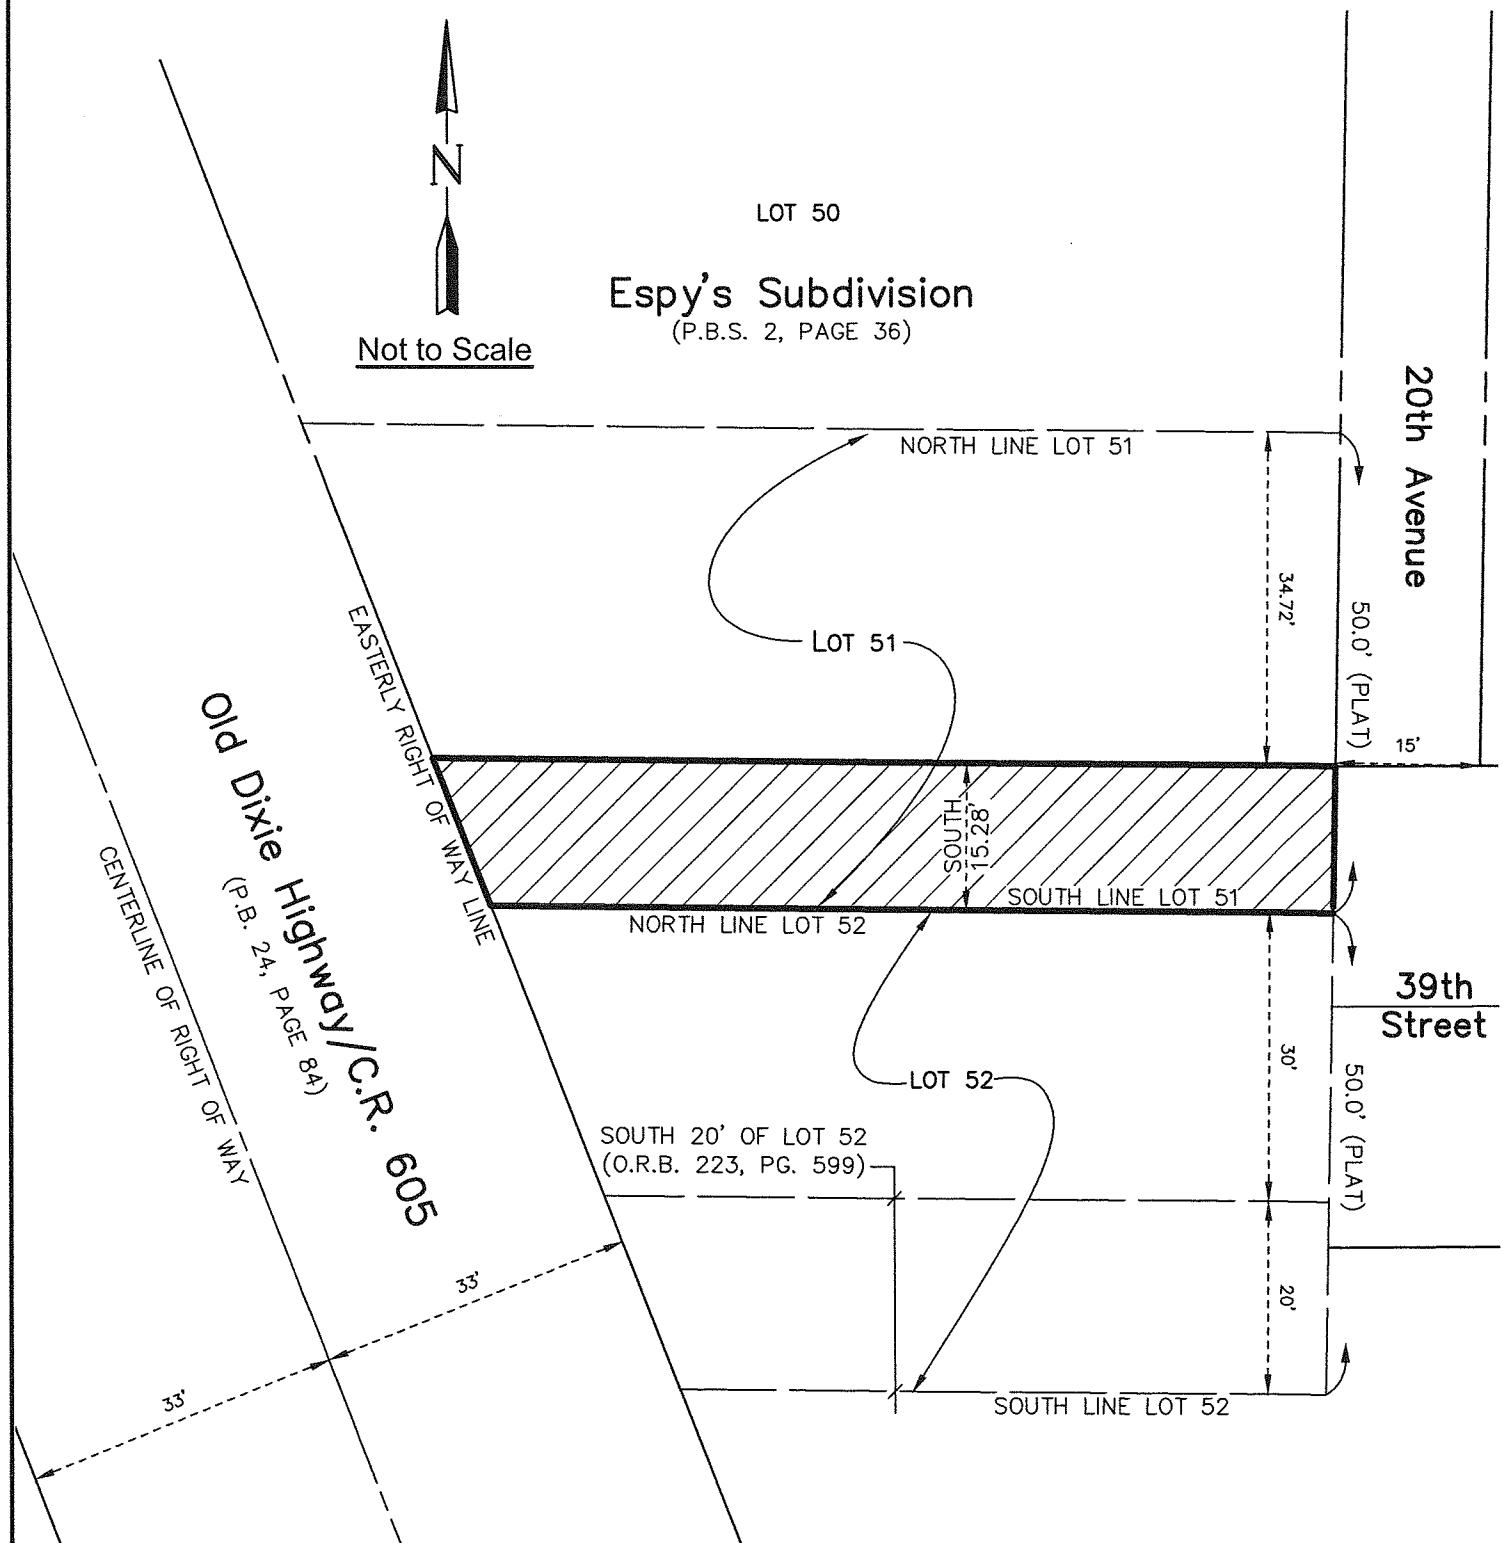 N
Not to Scale
LOT 50
Espy's Subdivision
(P.B.S. 2, PAGE 36)
20th Avenue
NORTH LINE LOT 51
34.72'
50.0' (PLAT)
15'
LOT 51
EASTERLY RIGHT OF WAY LINE
Old Dixie Highway/C.R. 605
(P.B. 24, PAGE 84)
CENTERLINE OF RIGHT OF WAY
SOUTH
15.28'
SOUTH LINE LOT 51
NORTH LINE LOT 52
39th
Street
30'
50.0' (PLAT)
LOT 52
SOUTH 20' OF LOT 52
(O.R.B. 223, PG. 599)
33'
33'
20'
SOUTH LINE LOT 52